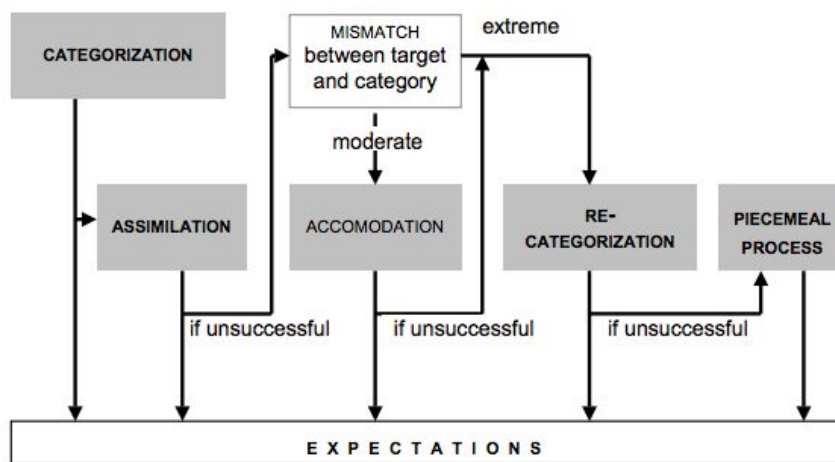 MISMATCH
between target
and category
extreme
CATEGORIZATION
moderate
ASSIMILATION
ACCOMODATION
RE-
CATEGORIZATION
PIECEMEAL
PROCESS
if unsuccessful
if unsuccessful
if unsuccessful
EXPECTATIONS